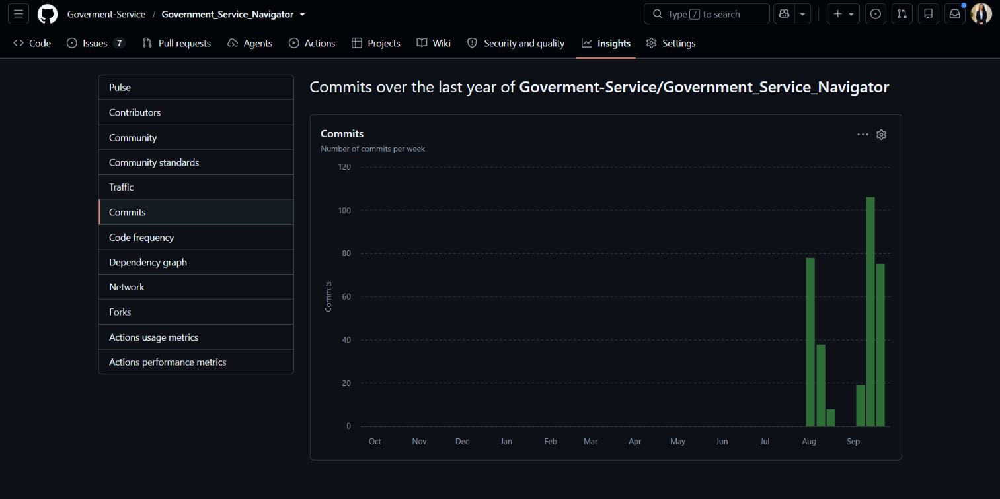 Goverment-Service / Government_Service_Navigator
Type / to search
Code Issues 7 Pull requests Agents Actions Projects Wiki Security and quality Insights Settings
Pulse
Contributors
Community
Community standards
Traffic
Commits
Code frequency
Dependency graph
Network
Forks
Actions usage metrics
Actions performance metrics
Commits over the last year of Goverment-Service/Government_Service_Navigator
Commits
Number of commits per week
120
100
80
60
40
20
0
Commits
Oct Nov Dec Jan Feb Mar Apr May Jun Jul Aug Sep